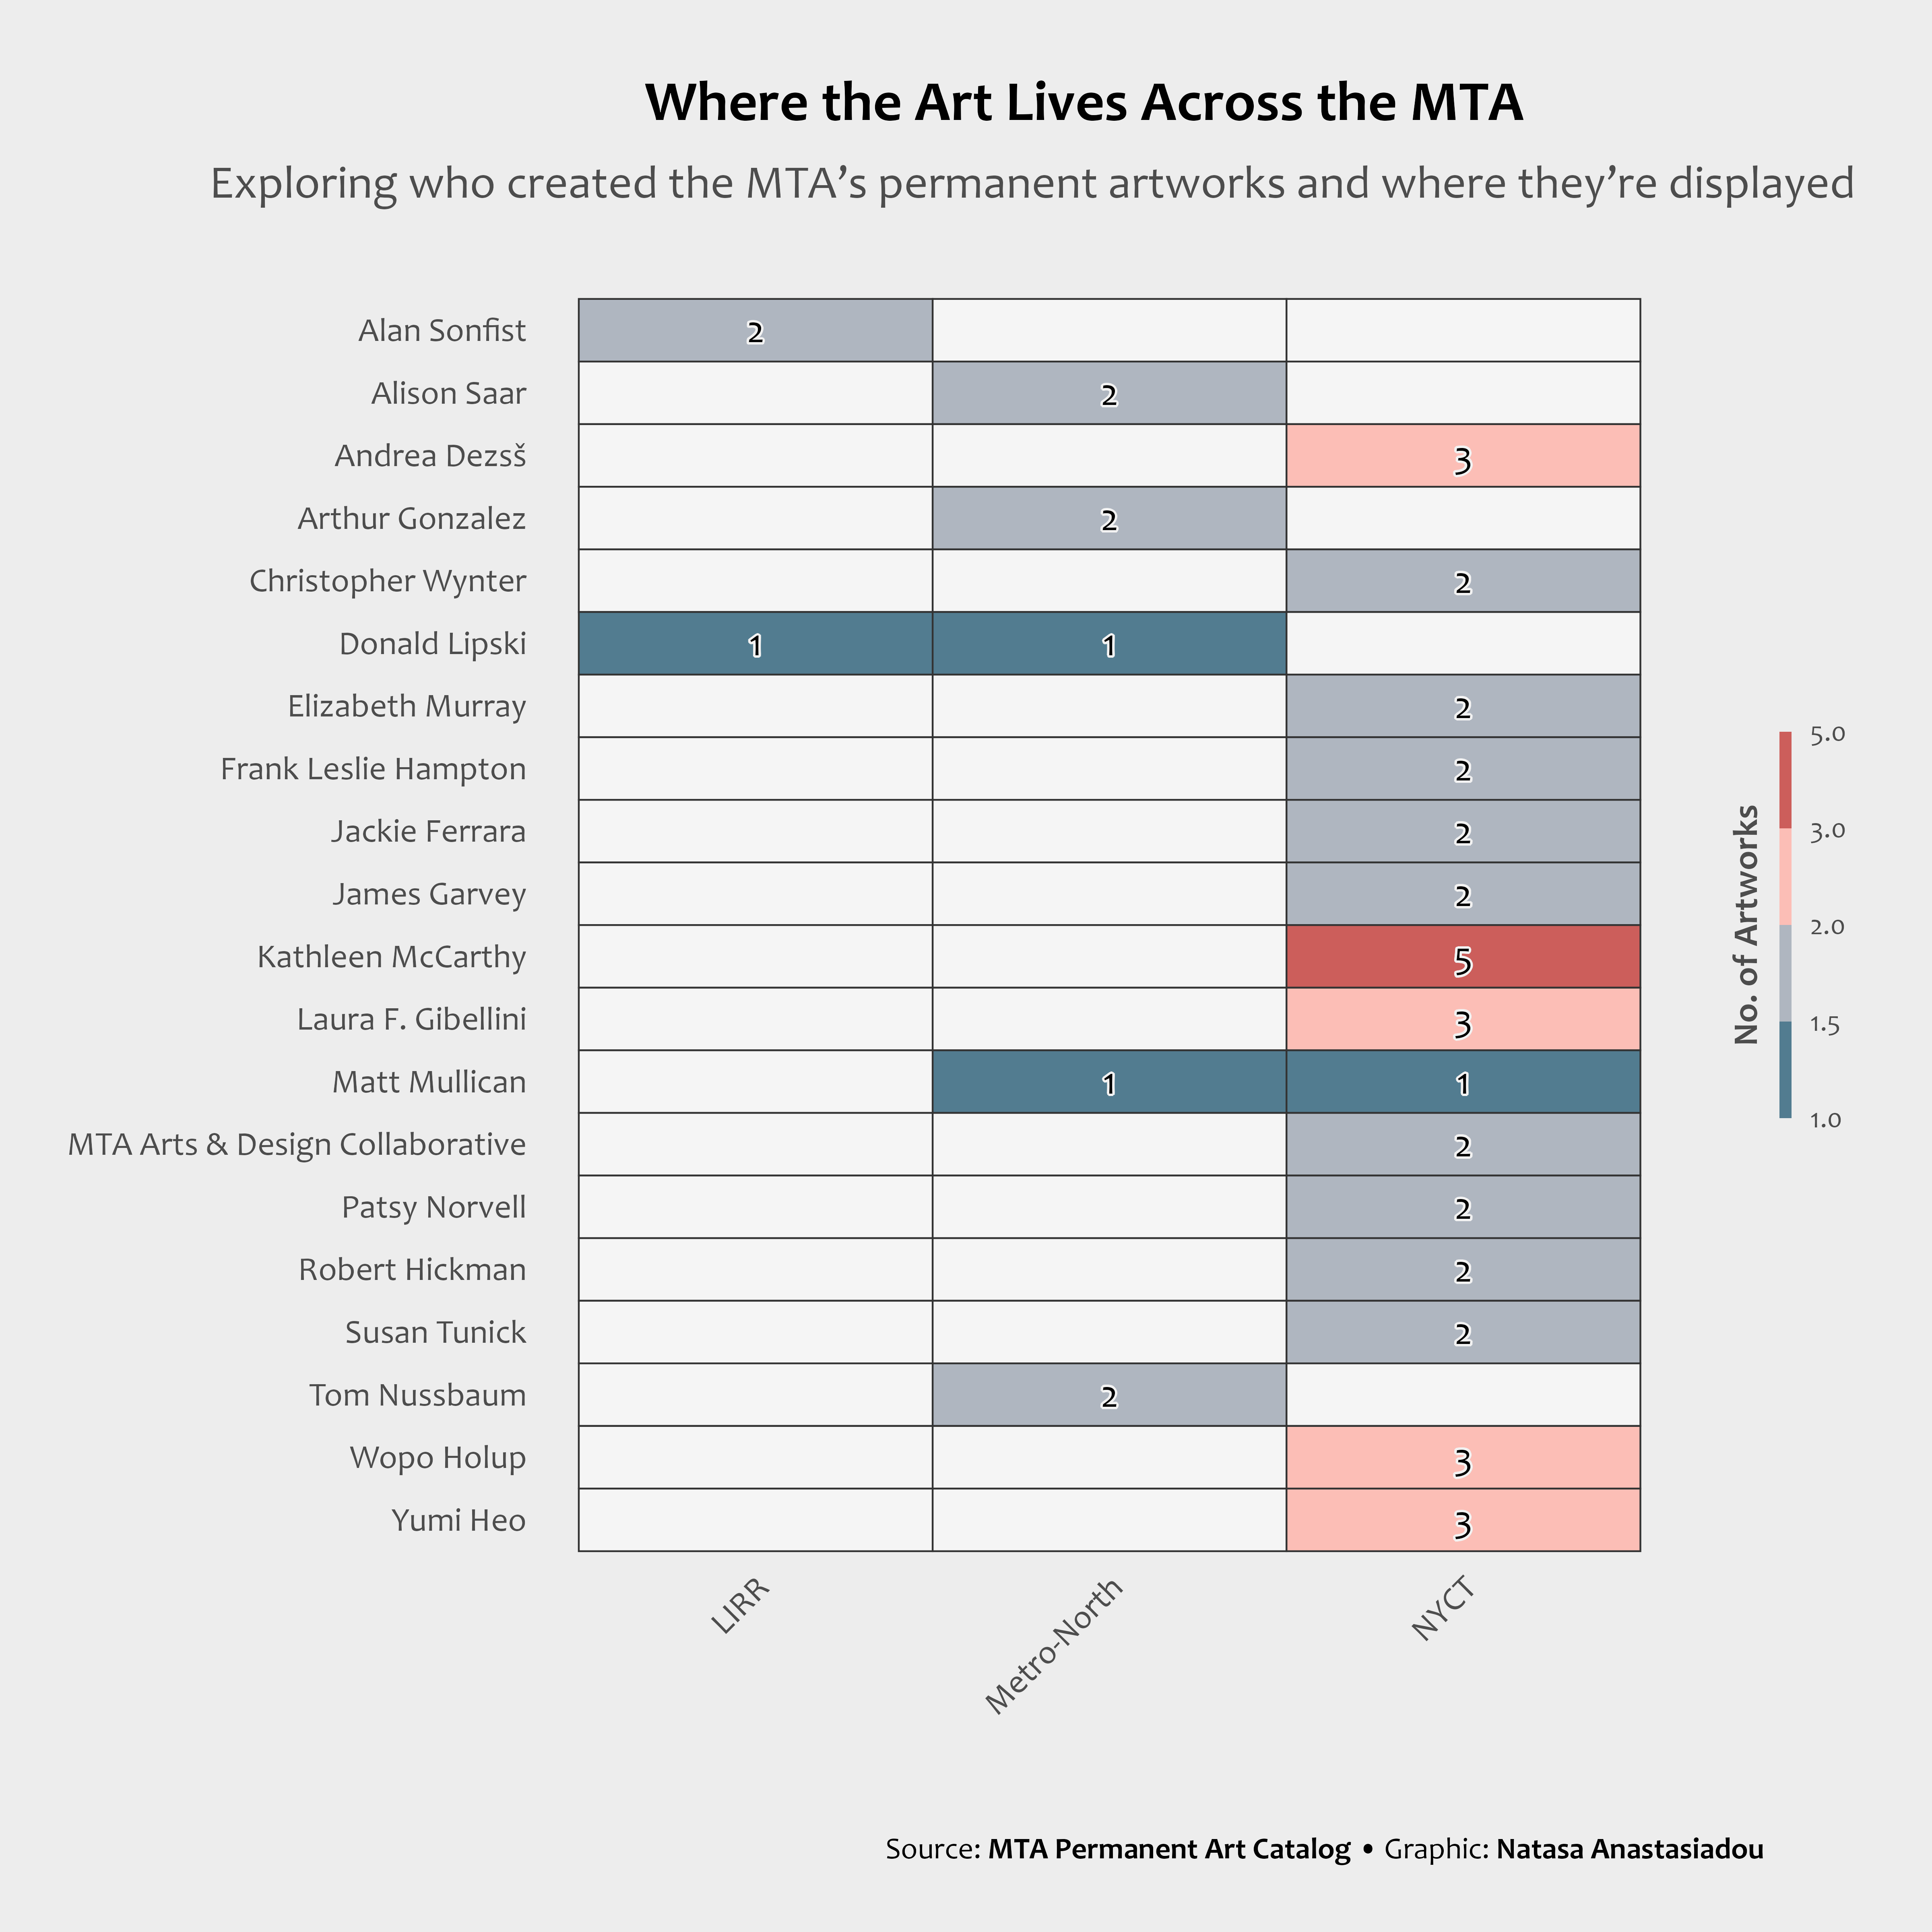 Where the Art Lives Across the MTA
Exploring who created the MTA’s permanent artworks and where they’re displayed
Alan Sonfist 2
Alison Saar 2
Andrea Dezsš 3
Arthur Gonzalez 2
Christopher Wynter 2
Donald Lipski 1 1
Elizabeth Murray 2
Frank Leslie Hampton 2
Jackie Ferrara 2
James Garvey 2
Kathleen McCarthy 5
Laura F. Gibellini 3
Matt Mullican 1 1
MTA Arts & Design Collaborative 2
Patsy Norvell 2
Robert Hickman 2
Susan Tunick 2
Tom Nussbaum 2
Wopo Holup 3
Yumi Heo 3
LIRR
Metro-North
NYCT
No. of Artworks
5.0
3.0
2.0
1.5
1.0
Source: MTA Permanent Art Catalog • Graphic: Natasa Anastasiadou